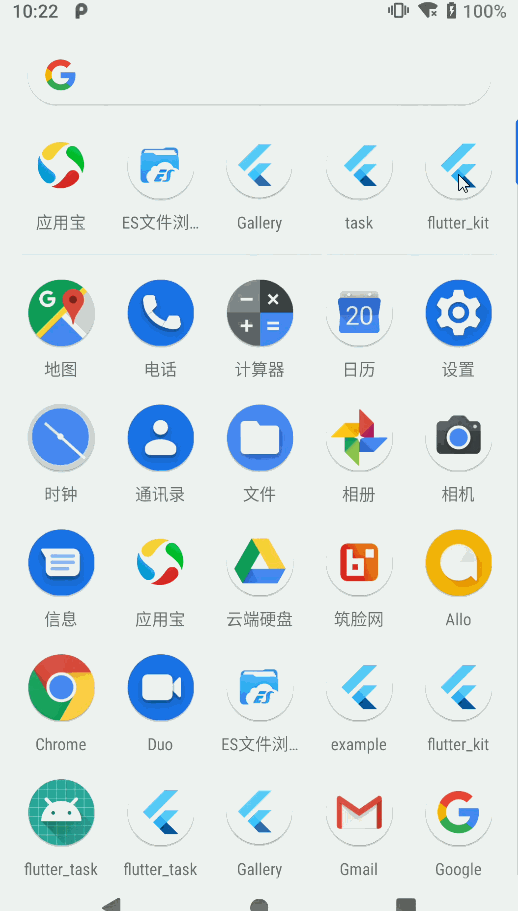 10:22 100%
应用宝 ES文件浏... Gallery task flutter_kit
20
地图 电话 计算器 日历 设置
时钟 通讯录 文件 相册 相机
信息 应用宝 云端硬盘 筑脸网 Allo
Chrome Duo ES文件浏... example flutter_kit
flutter_task flutter_task Gallery Gmail Google